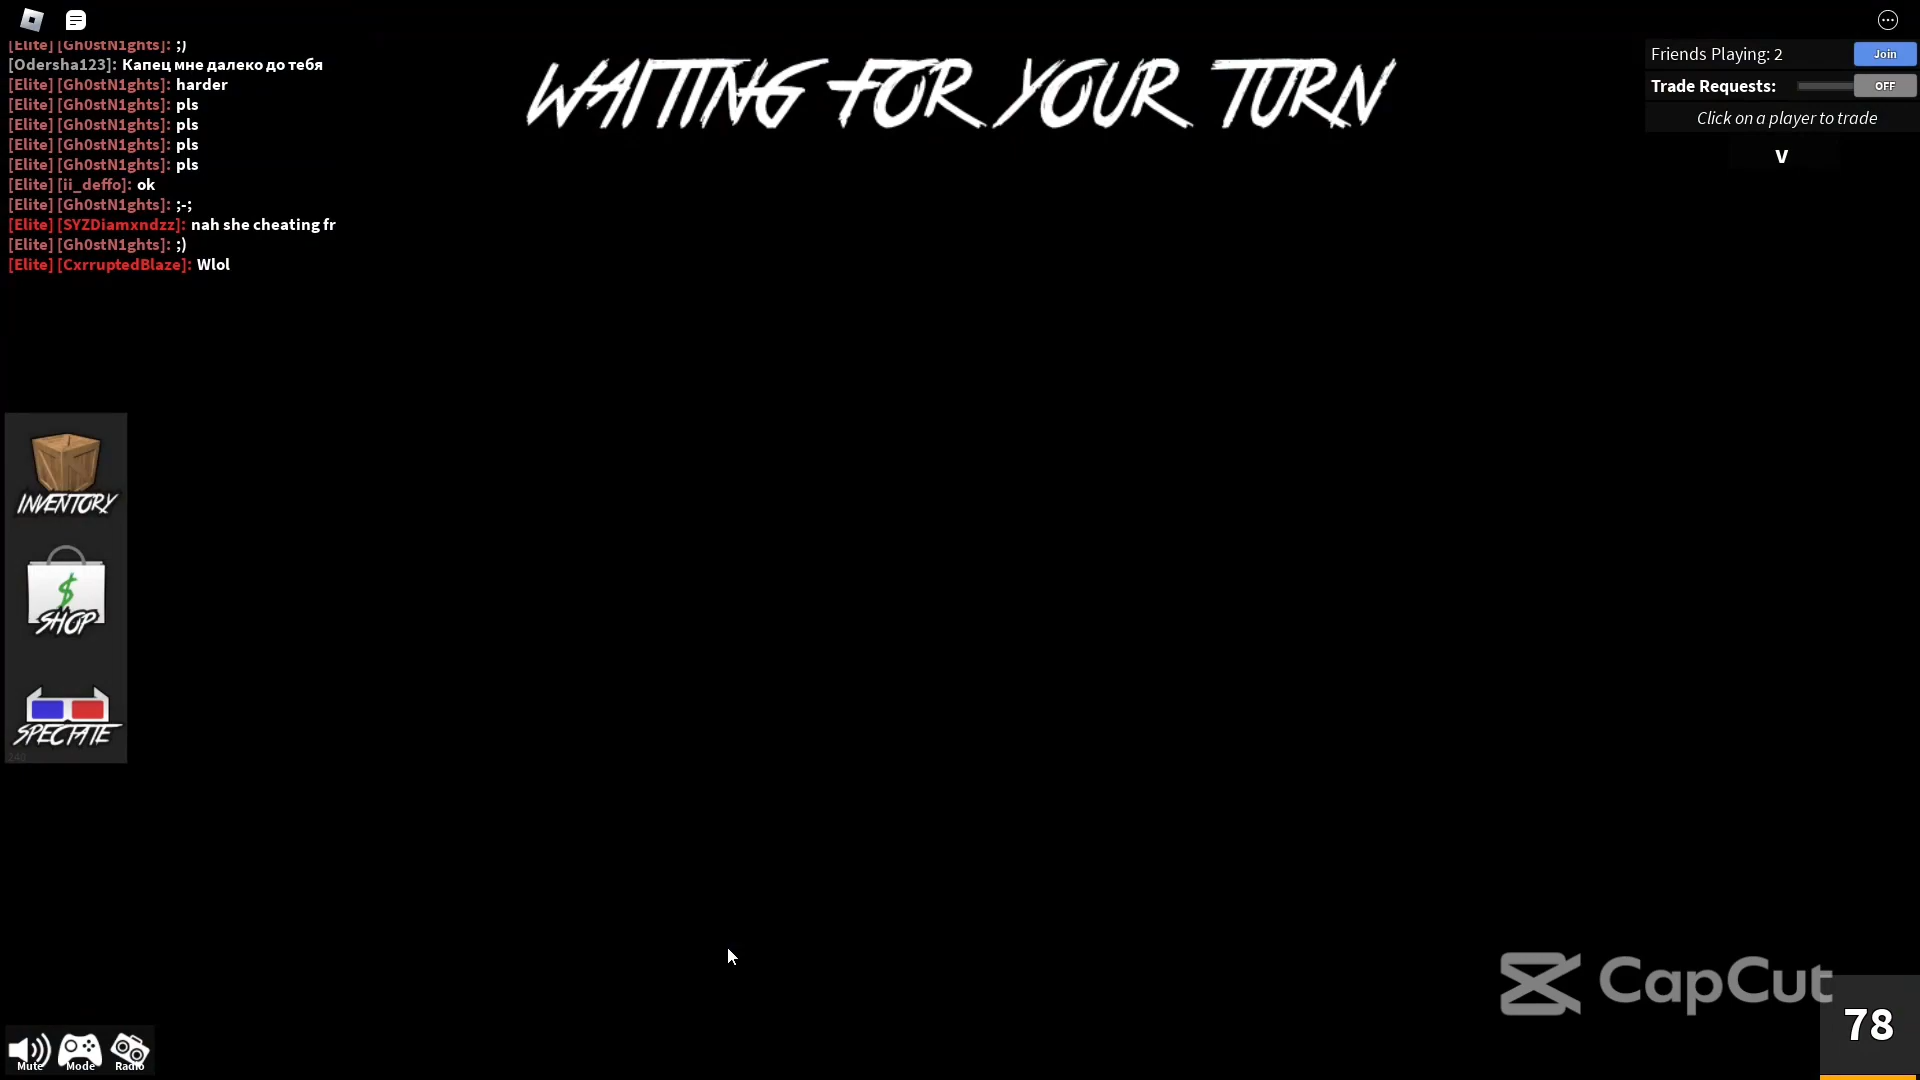 [Elite] [Gh0stN1ghts]: ;)
[Odersha123]: Капец мне далеко до тебя
[Elite] [Gh0stN1ghts]: harder
[Elite] [Gh0stN1ghts]: pls
[Elite] [Gh0stN1ghts]: pls
[Elite] [Gh0stN1ghts]: pls
[Elite] [Gh0stN1ghts]: pls
[Elite] [ii_deffo]: ok
[Elite] [Gh0stN1ghts]: ;-;
[Elite] [SYZDiamxndzz]: nah she cheating fr
[Elite] [Gh0stN1ghts]: ;)
[Elite] [CxrruptedBlaze]: Wlol
WAITING FOR YOUR TURN
Friends Playing: 2 Join
Trade Requests: OFF
Click on a player to trade
v
INVENTORY
$
SHOP
SPECTATE
240
CapCut
78
Mute Mode Radio